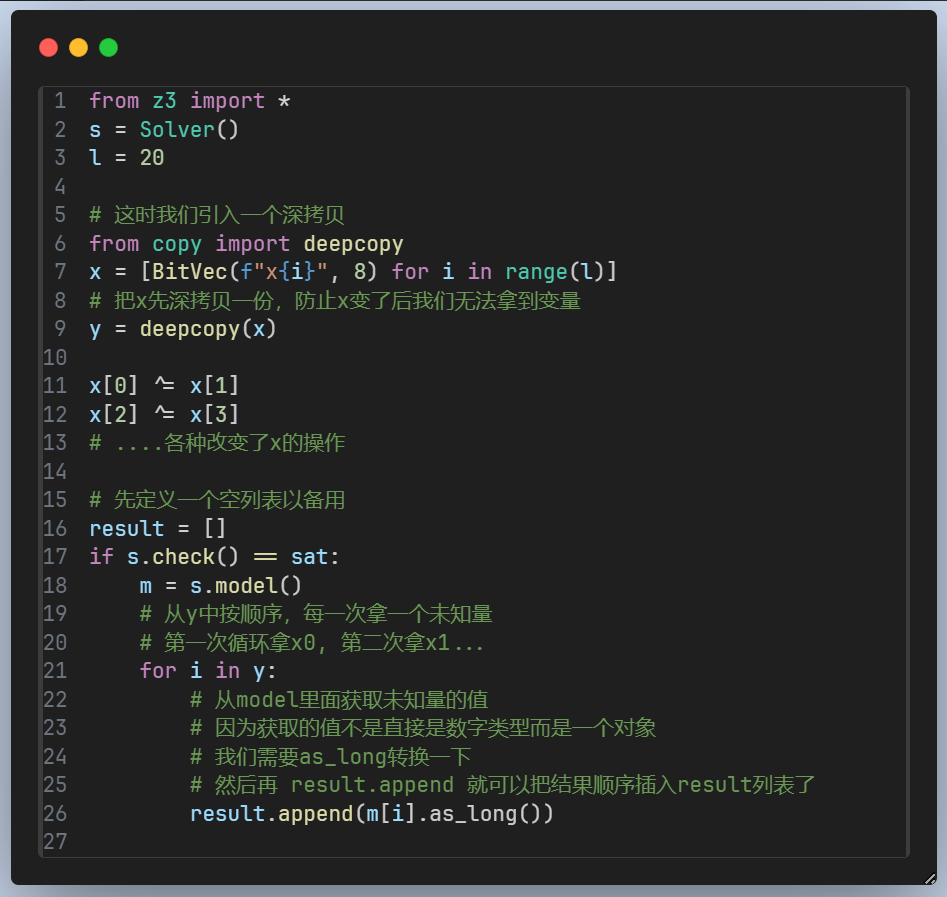 1 from z3 import *
2 s = Solver()
3 l = 20
4
5 # 这时我们引入一个深拷贝
6 from copy import deepcopy
7 x = [BitVec(f"x{i}", 8) for i in range(l)]
8 # 把x先深拷贝一份，防止x变了后我们无法拿到变量
9 y = deepcopy(x)
10
11 x[0] ^= x[1]
12 x[2] ^= x[3]
13 # ....各种改变了x的操作
14
15 # 先定义一个空列表以备用
16 result = []
17 if s.check() == sat:
18     m = s.model()
19     # 从y中按顺序，每一次拿一个未知量
20     # 第一次循环拿x0, 第二次拿x1...
21     for i in y:
22         # 从model里面获取未知量的值
23         # 因为获取的值不是直接是数字类型而是一个对象
24         # 我们需要as_long转换一下
25         # 然后再 result.append 就可以把结果顺序插入result列表了
26         result.append(m[i].as_long())
27